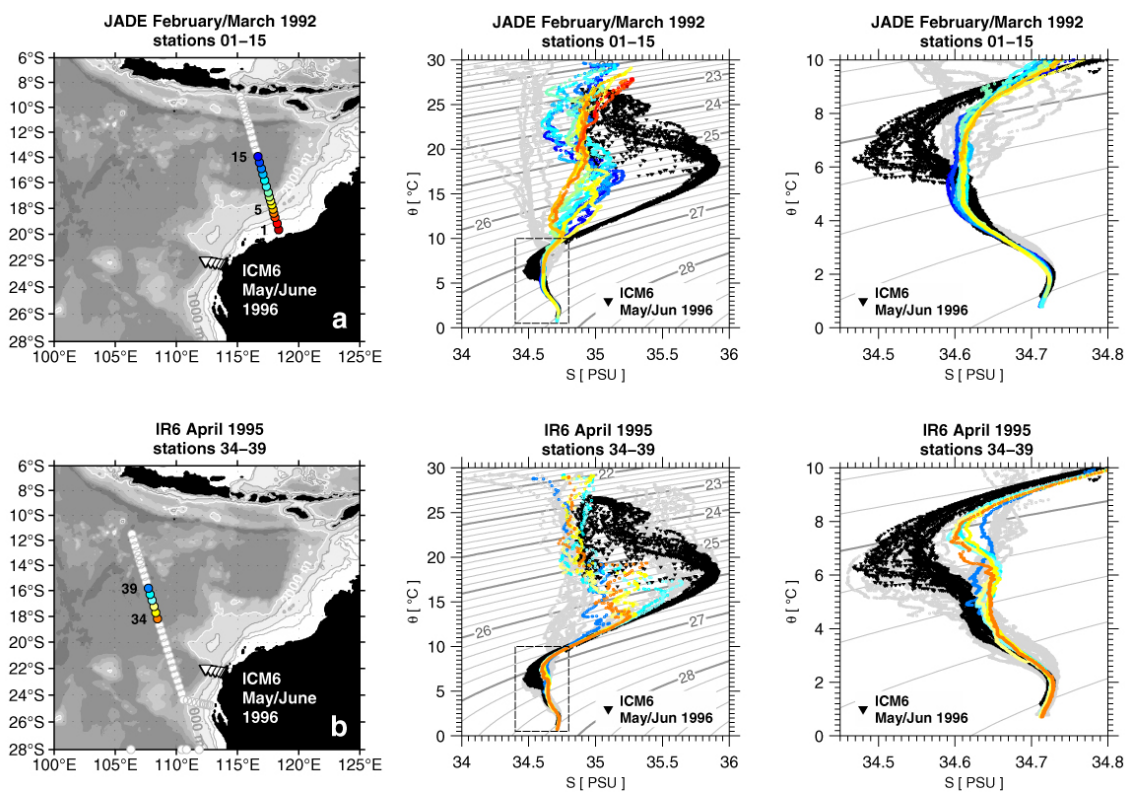 JADE February/March 1992
stations 01−15
6°S
8°S
10°S
12°S
14°S
16°S
18°S
20°S
22°S
24°S
26°S
28°S
100°E
105°E
110°E
115°E
120°E
125°E
15
5
1
ICM6
May/June
1996
1000 m
a
JADE February/March 1992
stations 01−15
30
25
20
15
10
5
0
θ [ °C ]
34
34.5
35
35.5
36
S [ PSU ]
23
24
25
26
27
28
ICM6
May/Jun 1996
JADE February/March 1992
stations 01−15
10
8
6
4
2
0
θ [ °C ]
34.5
34.6
34.7
34.8
S [ PSU ]
ICM6
May/Jun 1996
IR6 April 1995
stations 34−39
6°S
8°S
10°S
12°S
14°S
16°S
18°S
20°S
22°S
24°S
26°S
28°S
100°E
105°E
110°E
115°E
120°E
125°E
39
34
ICM6
May/June
1996
b
IR6 April 1995
stations 34−39
30
25
20
15
10
5
0
θ [ °C ]
34
34.5
35
35.5
36
S [ PSU ]
22
23
24
25
26
27
28
ICM6
May/Jun 1996
IR6 April 1995
stations 34−39
10
8
6
4
2
0
θ [ °C ]
34.5
34.6
34.7
34.8
S [ PSU ]
ICM6
May/Jun 1996